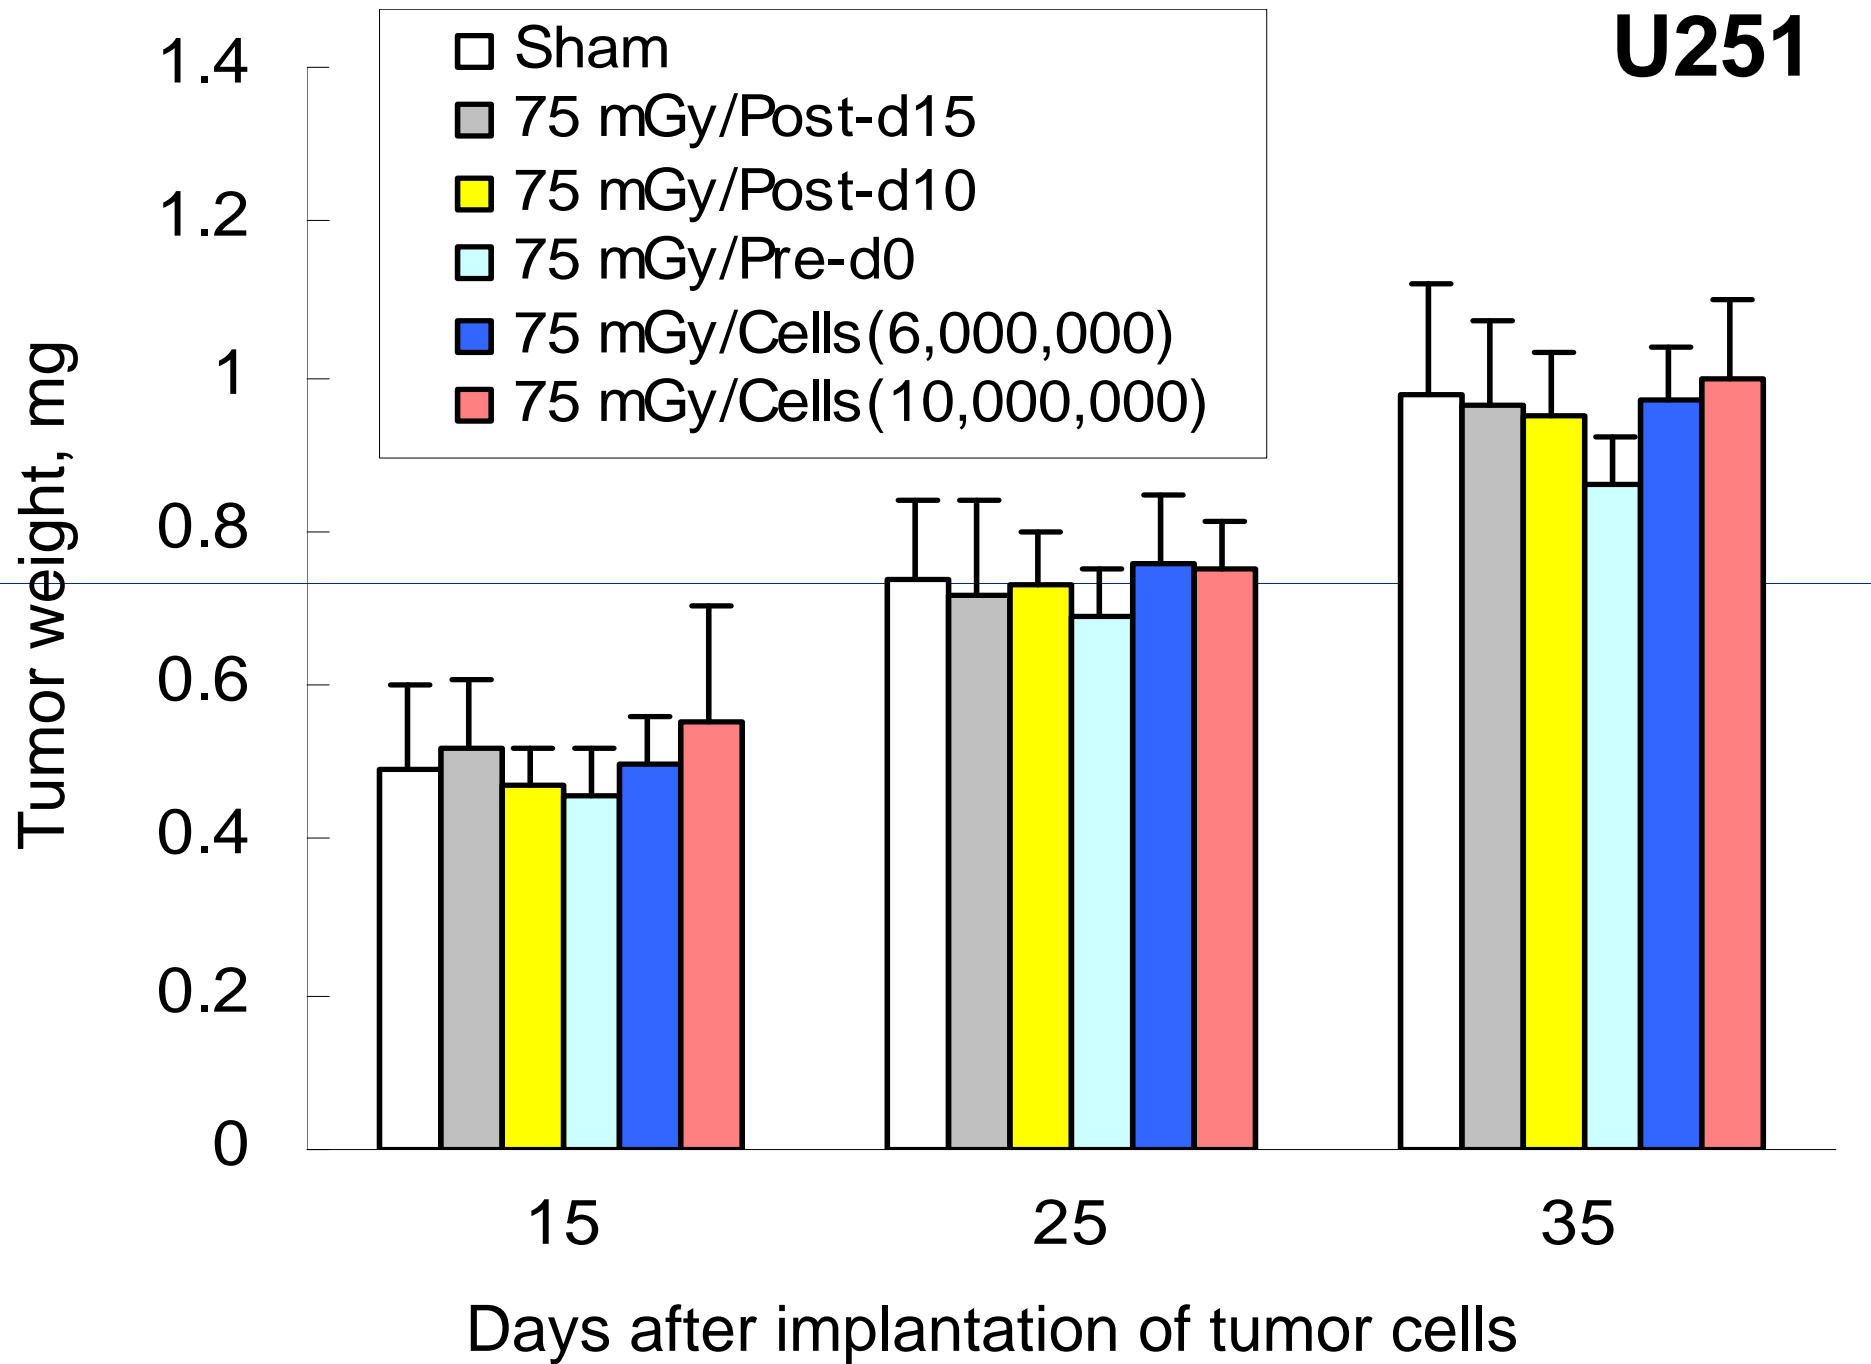 U251
Sham
75 mGy/Post-d15
75 mGy/Post-d10
75 mGy/Pre-d0
75 mGy/Cells(6,000,000)
75 mGy/Cells(10,000,000)
Tumor weight, mg
1.4
1.2
1
0.8
0.6
0.4
0.2
0
15 25 35
Days after implantation of tumor cells